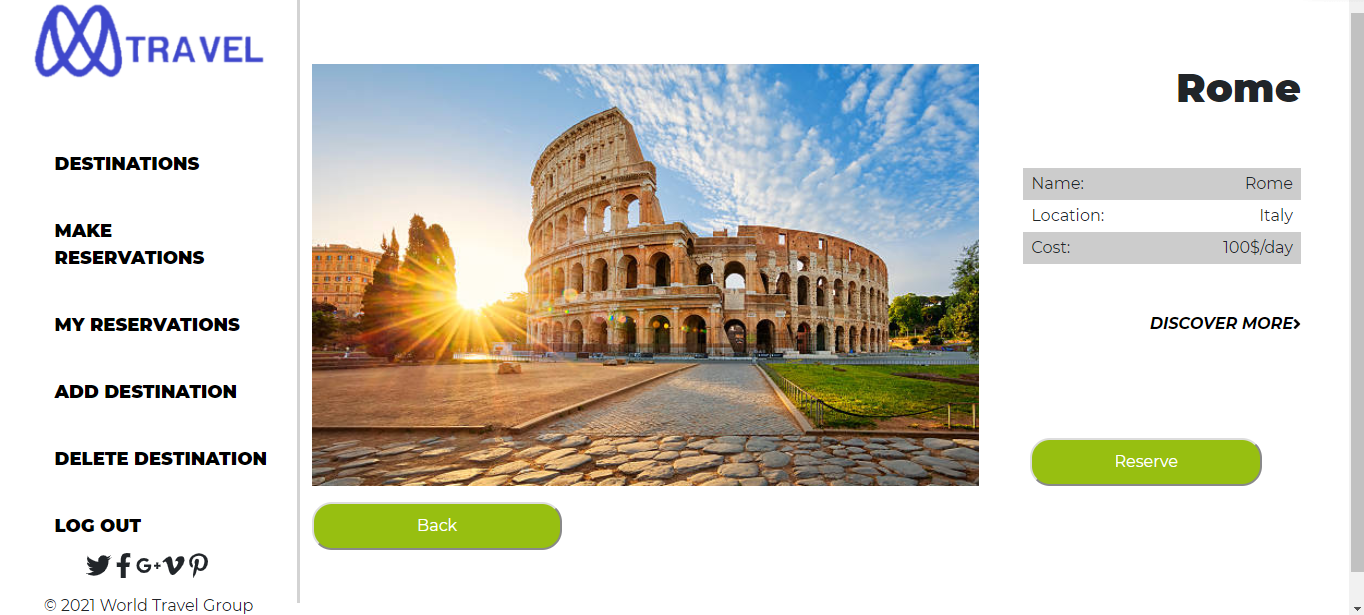 TRAVEL
DESTINATIONS
MAKE
RESERVATIONS
MY RESERVATIONS
ADD DESTINATION
DELETE DESTINATION
LOG OUT
G+
© 2021 World Travel Group
Back
Rome
Name: Rome
Location: Italy
Cost: 100$/day
DISCOVER MORE
Reserve